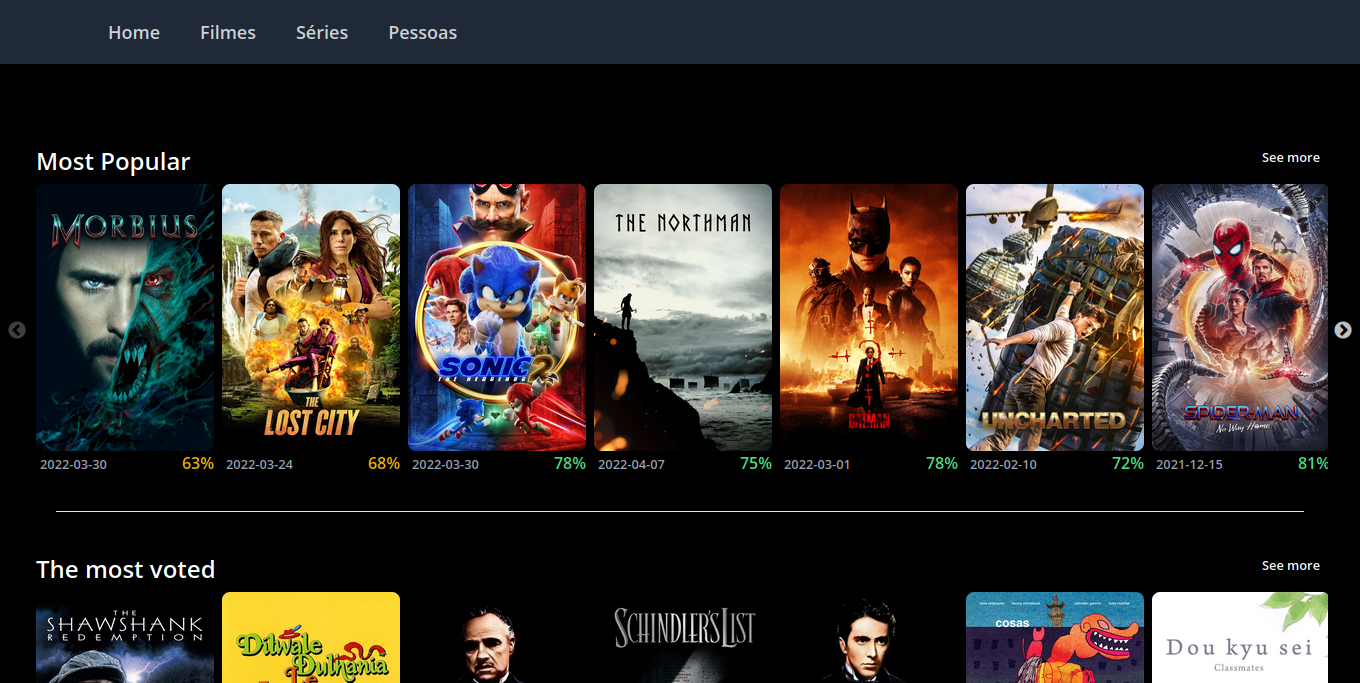 Home Filmes Séries Pessoas
Most Popular See more
MORBIUS
THE NORTHMAN
SONIC 2
THE HEDGEHOG
THE
LOST CITY
THE
BATMAN
UNCHARTED
SPIDER-MAN
No Way Home
2022-03-30 63% 2022-03-24 68% 2022-03-30 78% 2022-04-07 75% 2022-03-01 78% 2022-02-10 72% 2021-12-15 81%
The most voted See more
THE
SHAWSHANK
REDEMPTION
Dilwale
Dulhania
SCHINDLER'S LIST
cosas
Dou kyu sei
Classmates